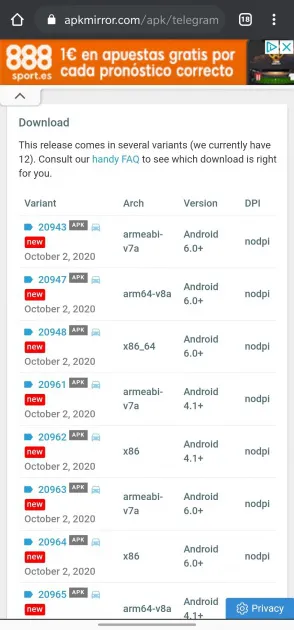 apkmirror.com/apk/telegram
18
888
sport.es
1€ en apuestas gratis por
cada pronóstico correcto
Download
This release comes in several variants (we currently have
12). Consult our handy FAQ to see which download is right
for you.
Variant Arch Version DPI
20943 APK
new
October 2, 2020
armeabi-
v7a
Android
6.0+
nodpi
20947 APK
new
October 2, 2020
arm64-v8a
Android
6.0+
nodpi
20948 APK
new
October 2, 2020
x86_64
Android
6.0+
nodpi
20961 APK
new
October 2, 2020
armeabi-
v7a
Android
4.1+
nodpi
20962 APK
new
October 2, 2020
x86
Android
4.1+
nodpi
20963 APK
new
October 2, 2020
armeabi-
v7a
Android
6.0+
nodpi
20964 APK
new
October 2, 2020
x86
Android
6.0+
nodpi
20965 APK
new
arm64-v8a
Android
4.1+
Privacy